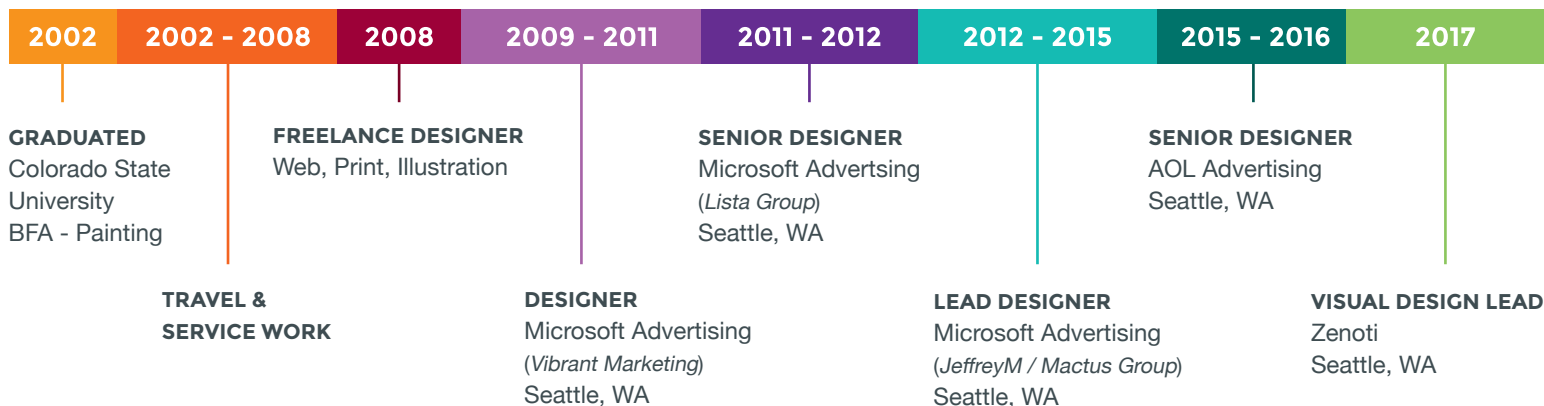 2002
2002 - 2008
2008
2009 - 2011
2011 - 2012
2012 - 2015
2015 - 2016
2017
GRADUATED
Colorado State
University
BFA - Painting
TRAVEL &
SERVICE WORK
FREELANCE DESIGNER
Web, Print, Illustration
DESIGNER
Microsoft Advertising
(Vibrant Marketing)
Seattle, WA
SENIOR DESIGNER
Microsoft Advertsing
(Lista Group)
Seattle, WA
LEAD DESIGNER
Microsoft Advertising
(JeffreyM / Mactus Group)
Seattle, WA
SENIOR DESIGNER
AOL Advertising
Seattle, WA
VISUAL DESIGN LEAD
Zenoti
Seattle, WA